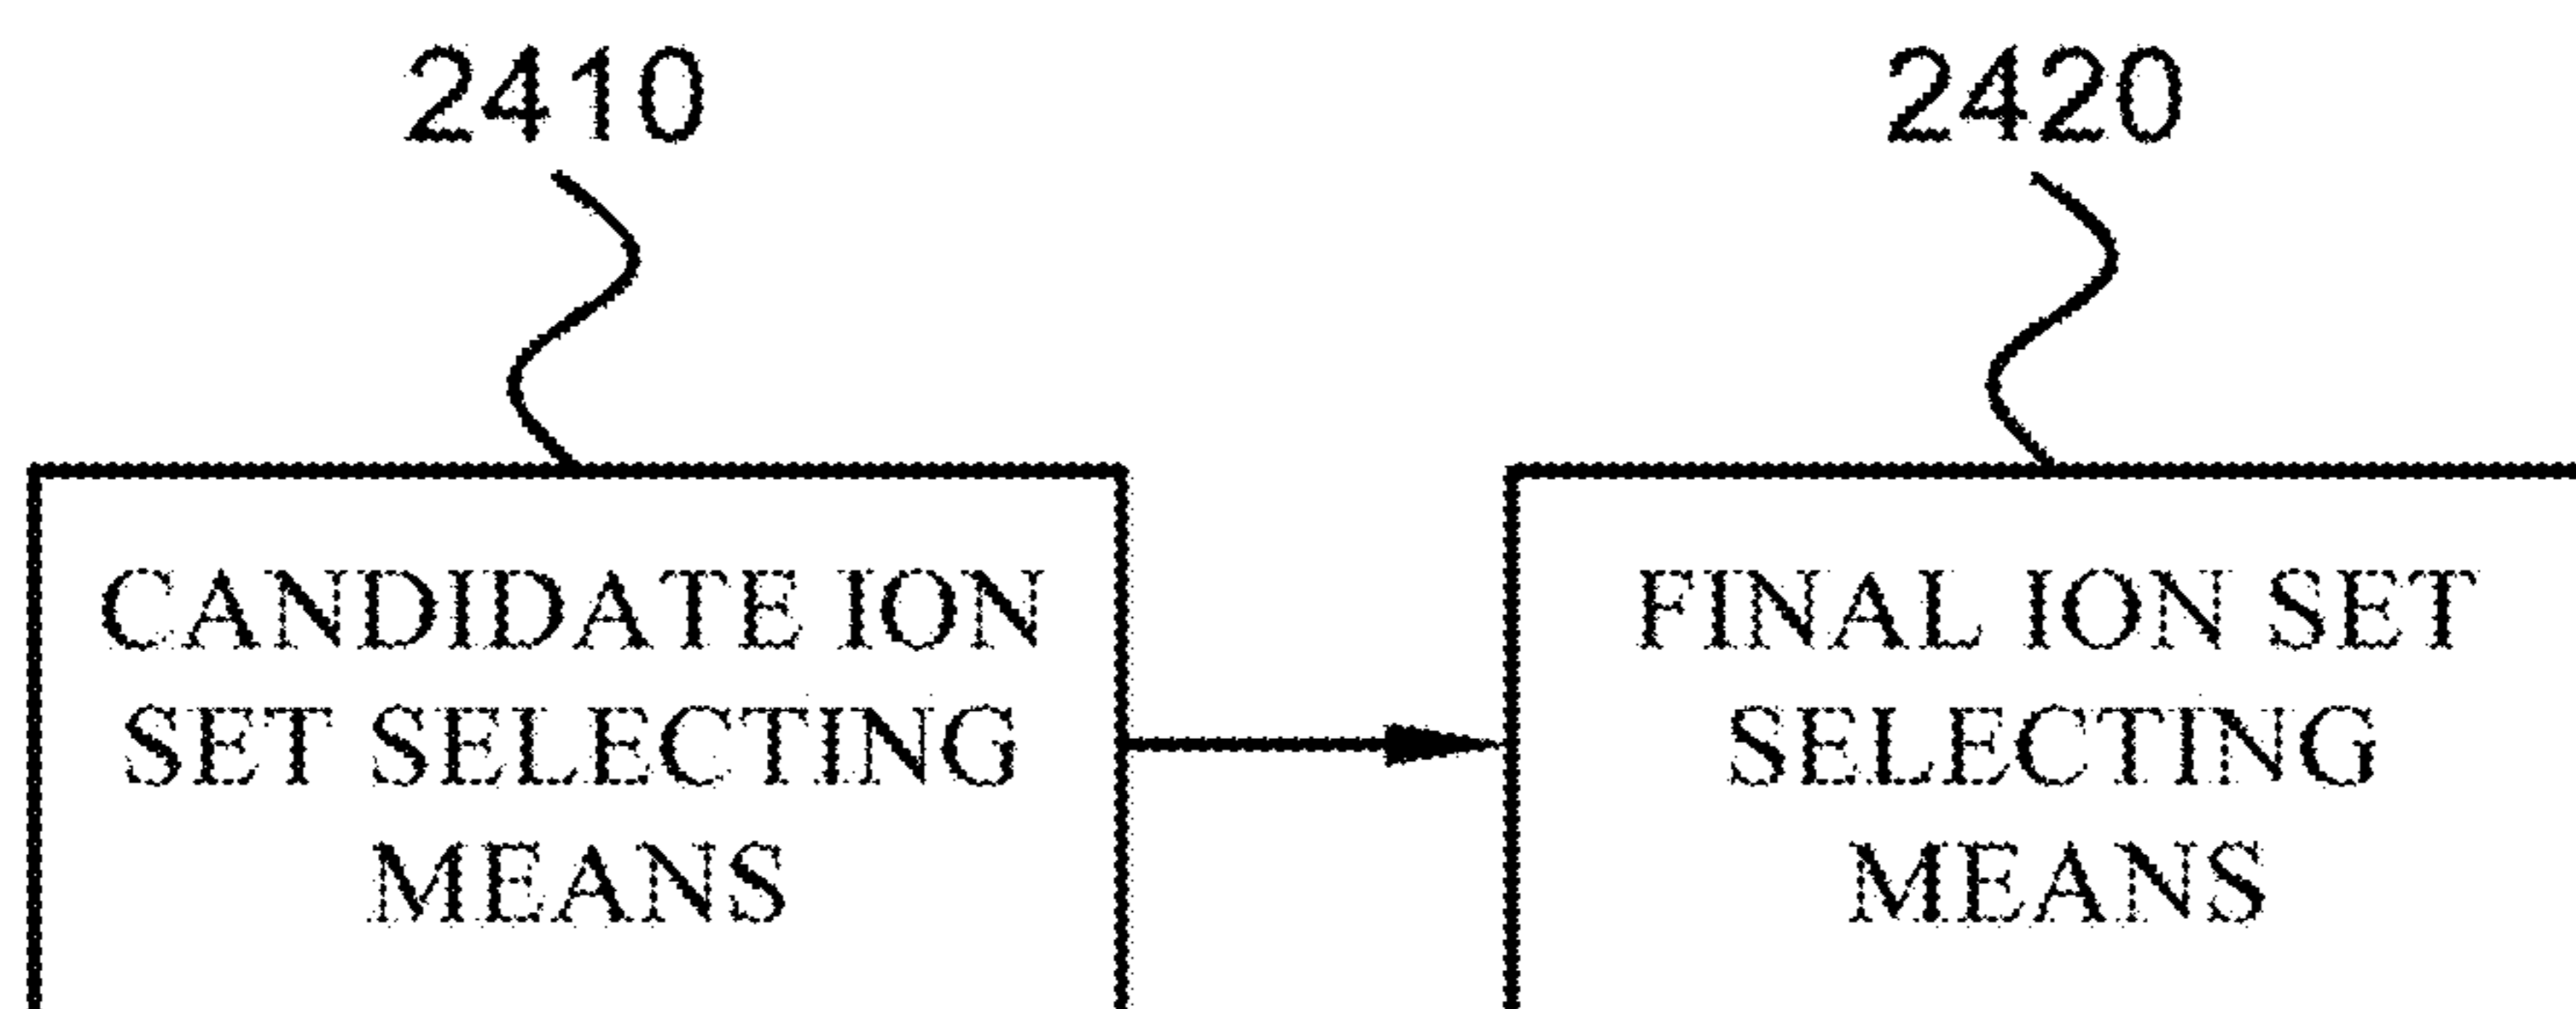 2410
2420
CANDIDATE ION
SET SELECTING
MEANS
FINAL ION SET
SELECTING
MEANS